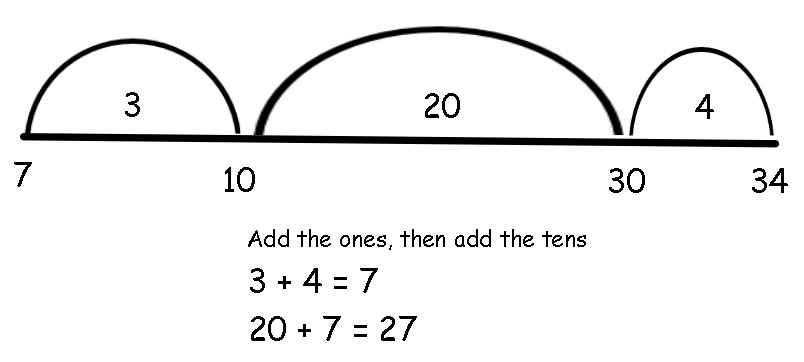 3 20 4
7 10 30 34
Add the ones, then add the tens
3 + 4 = 7
20 + 7 = 27